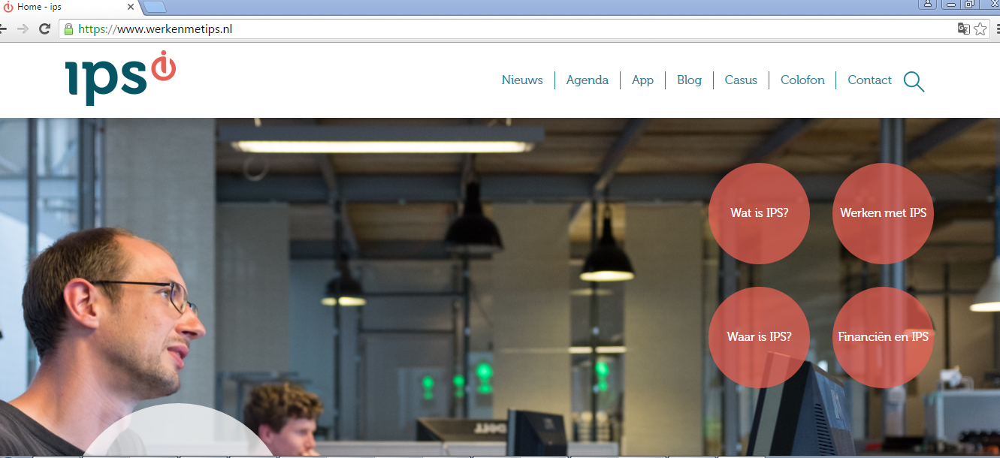 Home - ips
https://www.werkenmetips.nl
ips
Nieuws Agenda App Blog Casus Colofon Contact
Wat is IPS? Werken met IPS
Waar is IPS? Financiën en IPS
DELL